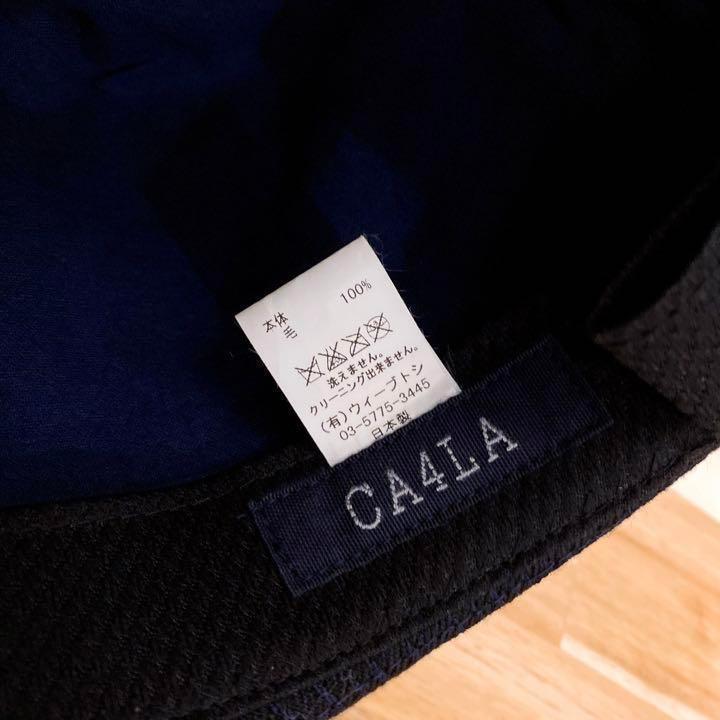 本体
毛 100%
洗えません。
クリーニング出来ません。
(有)ウィーブトシ
03-5775-3445
日本製
CA4LA